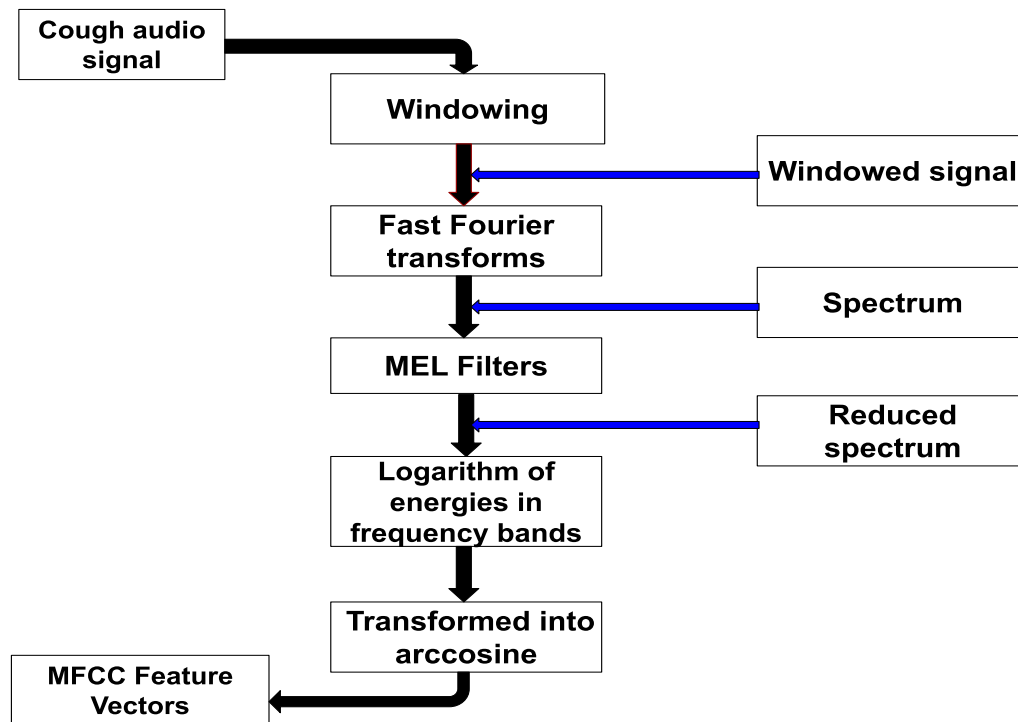 Cough audio
signal
Windowing
Windowed signal
Fast Fourier
transforms
Spectrum
MEL Filters
Reduced
spectrum
Logarithm of
energies in
frequency bands
Transformed into
arccosine
MFCC Feature
Vectors